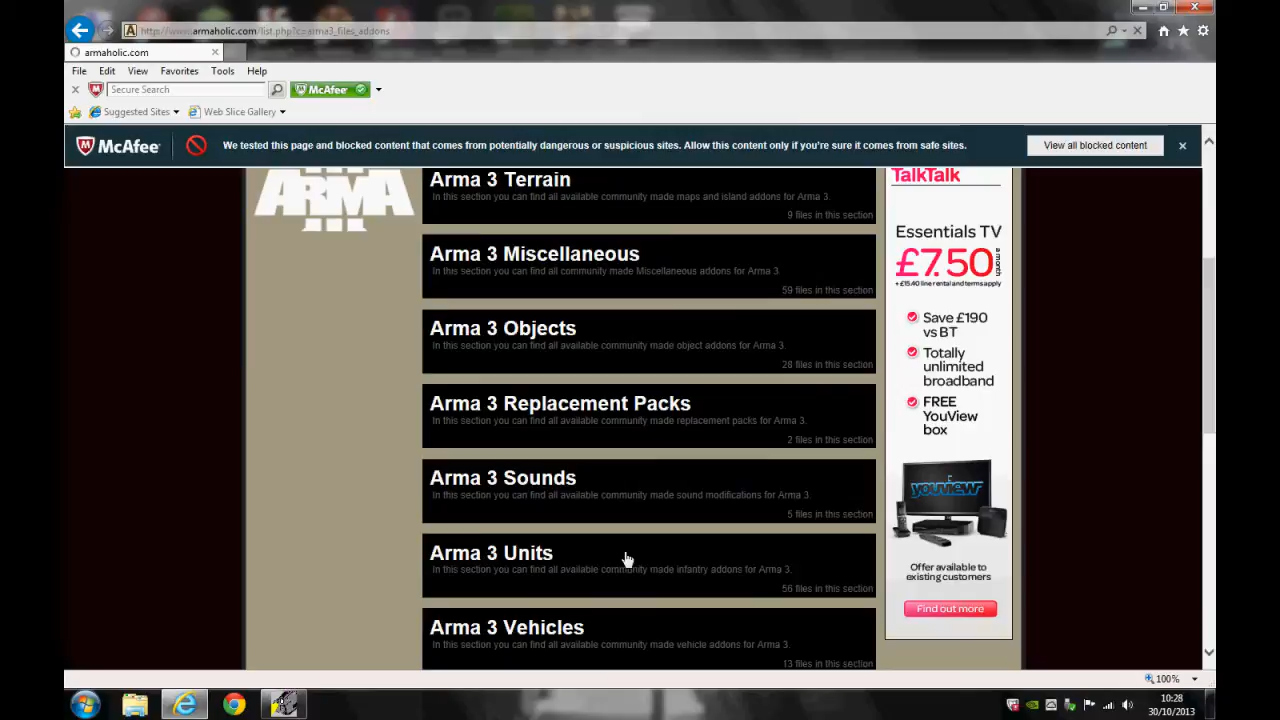 http://www.armaholic.com/list.php?c=arma3_files_addons
armaholic.com
File Edit View Favorites Tools Help
Secure Search
McAfee
Suggested Sites
Web Slice Gallery
McAfee
We tested this page and blocked content that comes from potentially dangerous or suspicious sites. Allow this content only if you're sure it comes from safe sites.
View all blocked content
ARMA
III
Arma 3 Terrain
In this section you can find all available community made maps and island addons for Arma 3.
9 files in this section
Arma 3 Miscellaneous
In this section you can find all community made Miscellaneous addons for Arma 3.
59 files in this section
Arma 3 Objects
In this section you can find all available community made object addons for Arma 3.
28 files in this section
Arma 3 Replacement Packs
In this section you can find all available community made replacement packs for Arma 3.
2 files in this section
Arma 3 Sounds
In this section you can find all available community made sound modifications for Arma 3.
5 files in this section
Arma 3 Units
In this section you can find all available community made infantry addons for Arma 3.
56 files in this section
Arma 3 Vehicles
In this section you can find all available community made vehicle addons for Arma 3.
13 files in this section
TalkTalk
Essentials TV
£7.50
a month
+ £15.40 line rental and terms apply
Save £190
vs BT
Totally
unlimited
broadband
FREE
YouView
box
youview
Offer available to
existing customers
Find out more
100%
10:28
30/10/2013